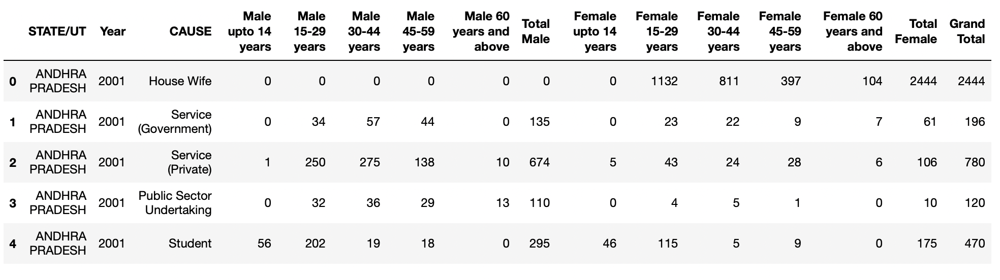 STATE/UT Year CAUSE Male upto 14 years Male 15-29 years Male 30-44 years Male 45-59 years Male 60 years and above Total Male Female upto 14 years Female 15-29 years Female 30-44 years Female 45-59 years Female 60 years and above Total Female Grand Total
0 ANDHRA PRADESH 2001 House Wife 0 0 0 0 0 0 0 1132 811 397 104 2444 2444
1 ANDHRA PRADESH 2001 Service (Government) 0 34 57 44 0 135 0 23 22 9 7 61 196
2 ANDHRA PRADESH 2001 Service (Private) 1 250 275 138 10 674 5 43 24 28 6 106 780
3 ANDHRA PRADESH 2001 Public Sector Undertaking 0 32 36 29 13 110 0 4 5 1 0 10 120
4 ANDHRA PRADESH 2001 Student 56 202 19 18 0 295 46 115 5 9 0 175 470